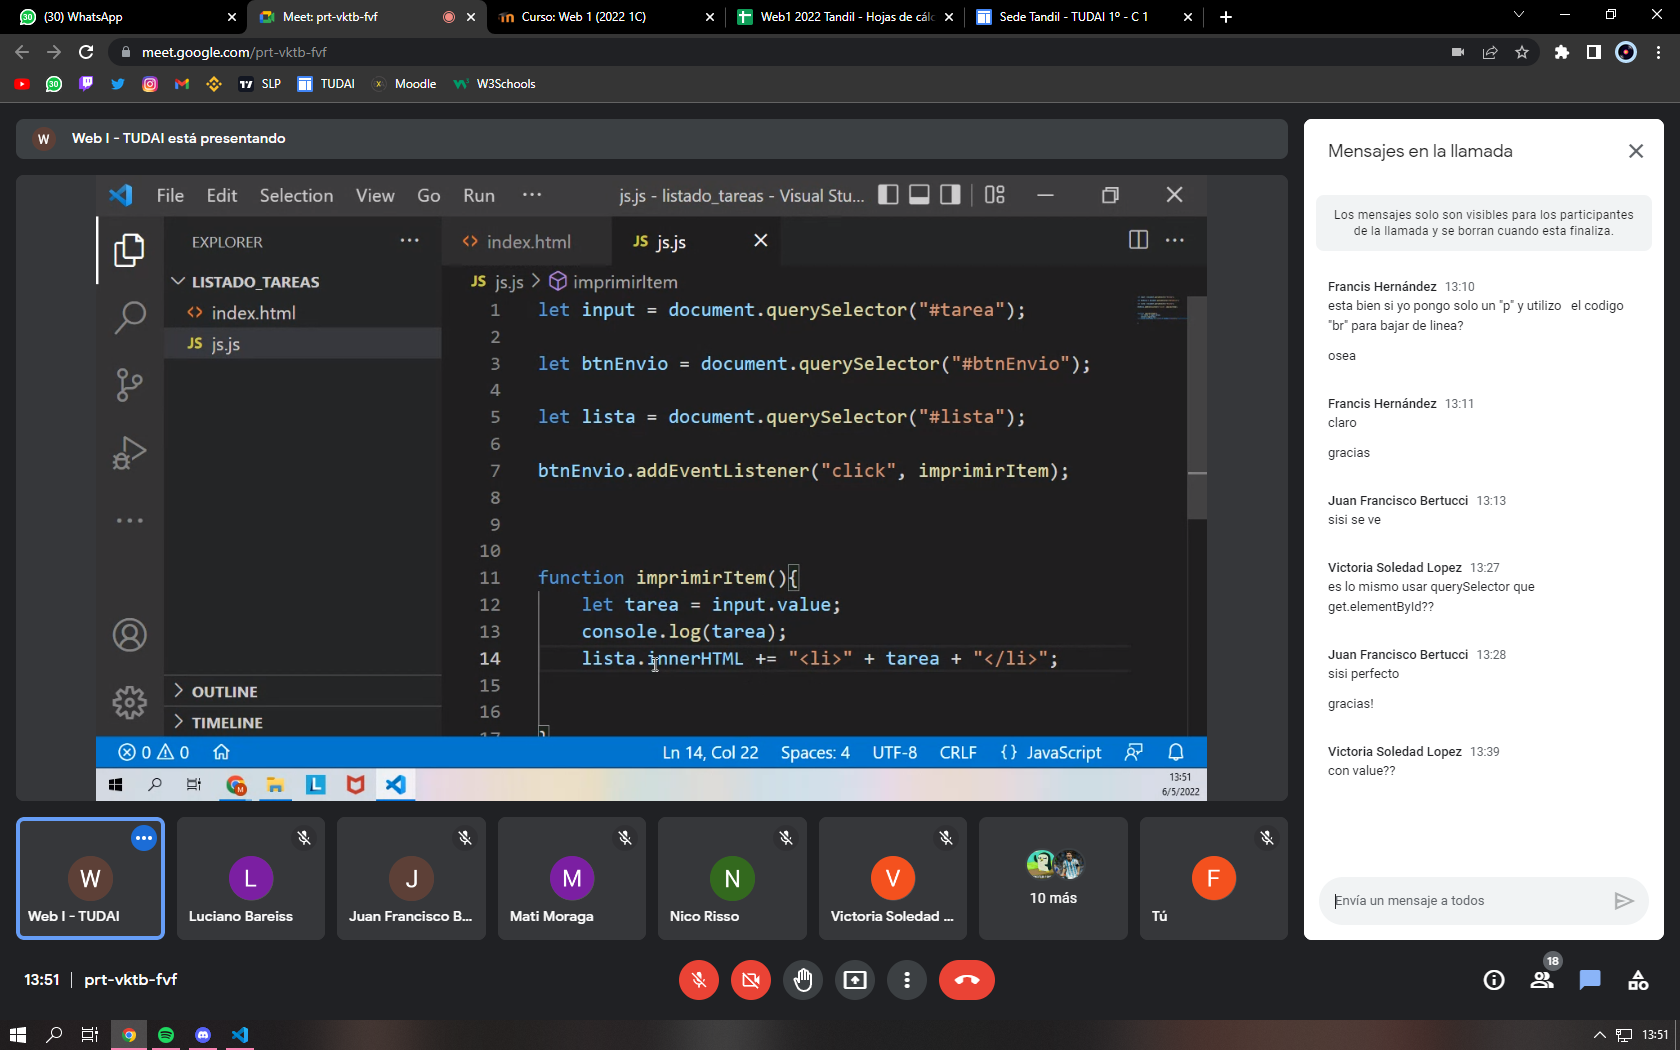 (30) WhatsApp
Meet: prt-vktb-fvf
Curso: Web 1 (2022 1C)
Web1 2022 Tandil - Hojas de cálc
Sede Tandil - TUDAI 1º - C 1
meet.google.com/prt-vktb-fvf
SLP
TUDAI
Moodle
W3Schools
W
Web I - TUDAI está presentando
File Edit Selection View Go Run ···
js.js - listado_tareas - Visual Stu...
EXPLORER
index.html
JS js.js
LISTADO_TAREAS
index.html
JS js.js
OUTLINE
TIMELINE
JS js.js > imprimirItem
1 let input = document.querySelector("#tarea");
2
3 let btnEnvio = document.querySelector("#btnEnvio");
4
5 let lista = document.querySelector("#lista");
6
7 btnEnvio.addEventListener("click", imprimirItem);
8
9
10
11 function imprimirItem(){
12 let tarea = input.value;
13 console.log(tarea);
14 lista.innerHTML += "<li>" + tarea + "</li>";
15
16
17 }
0 0
Ln 14, Col 22 Spaces: 4 UTF-8 CRLF {} JavaScript
13:51
6/5/2022
Mensajes en la llamada
Los mensajes solo son visibles para los participantes
de la llamada y se borran cuando esta finaliza.
Francis Hernández 13:10
esta bien si yo pongo solo un "p" y utilizo el codigo
"br" para bajar de linea?
osea
Francis Hernández 13:11
claro
gracias
Juan Francisco Bertucci 13:13
sisi se ve
Victoria Soledad Lopez 13:27
es lo mismo usar querySelector que
get.elementById??
Juan Francisco Bertucci 13:28
sisi perfecto
gracias!
Victoria Soledad Lopez 13:39
con value??
Envía un mensaje a todos
W
Web I - TUDAI
L
Luciano Bareiss
J
Juan Francisco B...
M
Mati Moraga
N
Nico Risso
V
Victoria Soledad ...
10 más
F
Tú
13:51 | prt-vktb-fvf
18
13:51